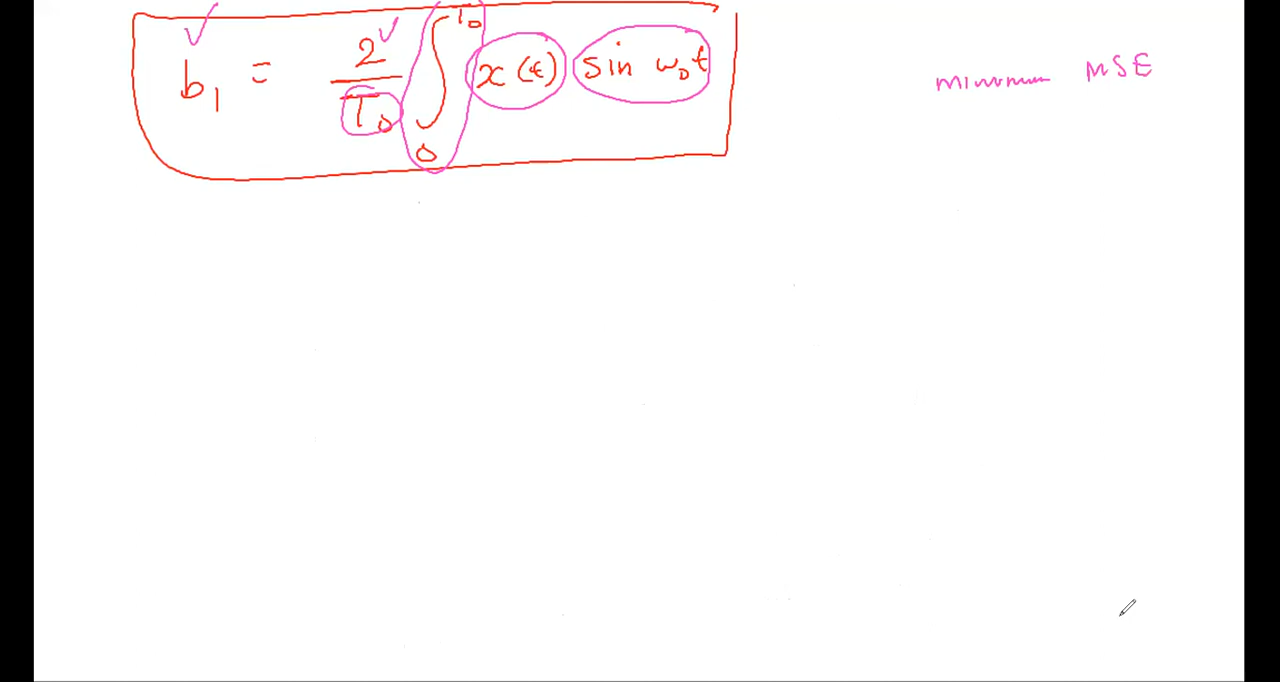 b₁ = 2/T₀ ∫₀^T₀ x(t) sin ω₀t
minimum MSE